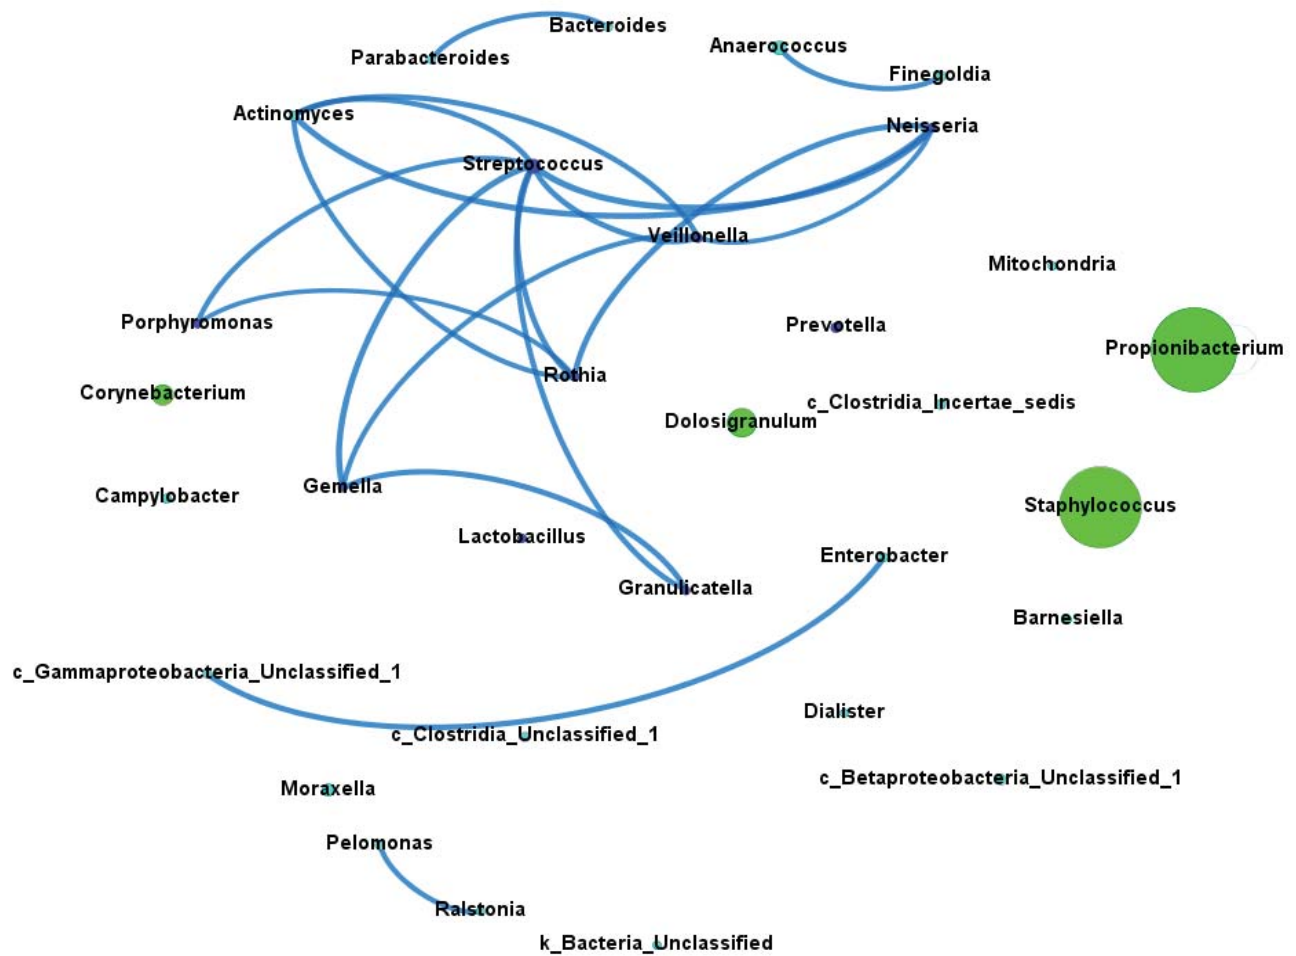 Bacteroides
Anaerococcus
Parabacteroides
Finegoldia
Actinomyces
Neisseria
Streptococcus
Veillonella
Mitochondria
Porphyromonas
Prevotella
Propionibacterium
Rothia
Corynebacterium
c_Clostridia_Incertae_sedis
Dolosigranulum
Gemella
Campylobacter
Staphylococcus
Lactobacillus
Enterobacter
Granulicatella
Barnesiella
c_Gammaproteobacteria_Unclassified_1
Dialister
c_Clostridia_Unclassified_1
c_Betaproteobacteria_Unclassified_1
Moraxella
Pelomonas
Ralstonia
k_Bacteria_Unclassified